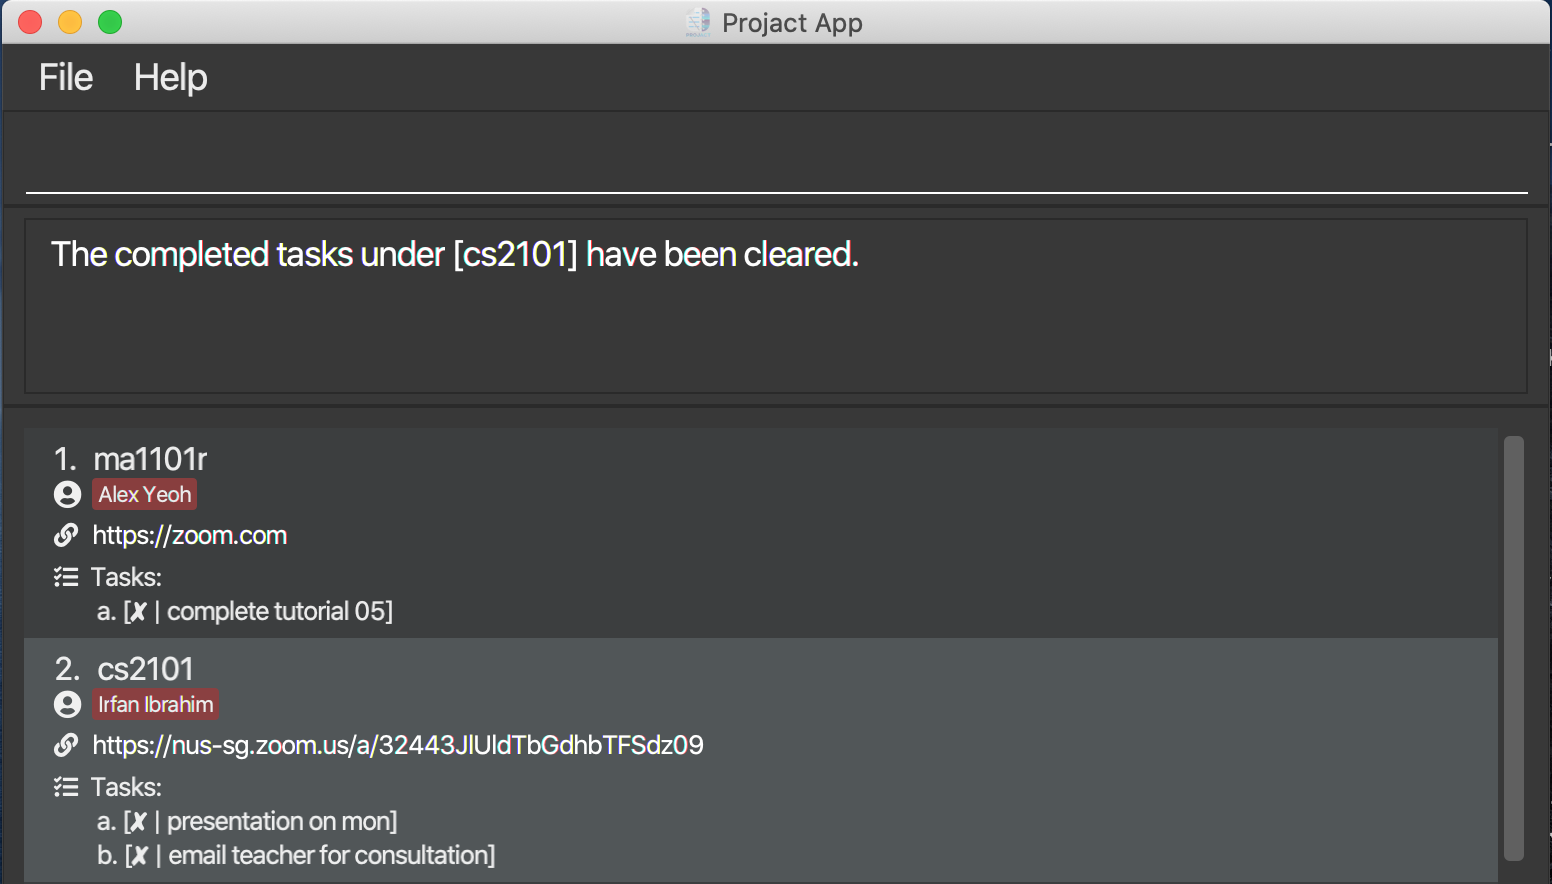 Projact App
File Help
The completed tasks under [cs2101] have been cleared.
1. ma1101r
Alex Yeoh
https://zoom.com
Tasks:
a. [✘ | complete tutorial 05]
2. cs2101
Irfan Ibrahim
https://nus-sg.zoom.us/a/32443JlUldTbGdhbTFSdz09
Tasks:
a. [✘ | presentation on mon]
b. [✘ | email teacher for consultation]